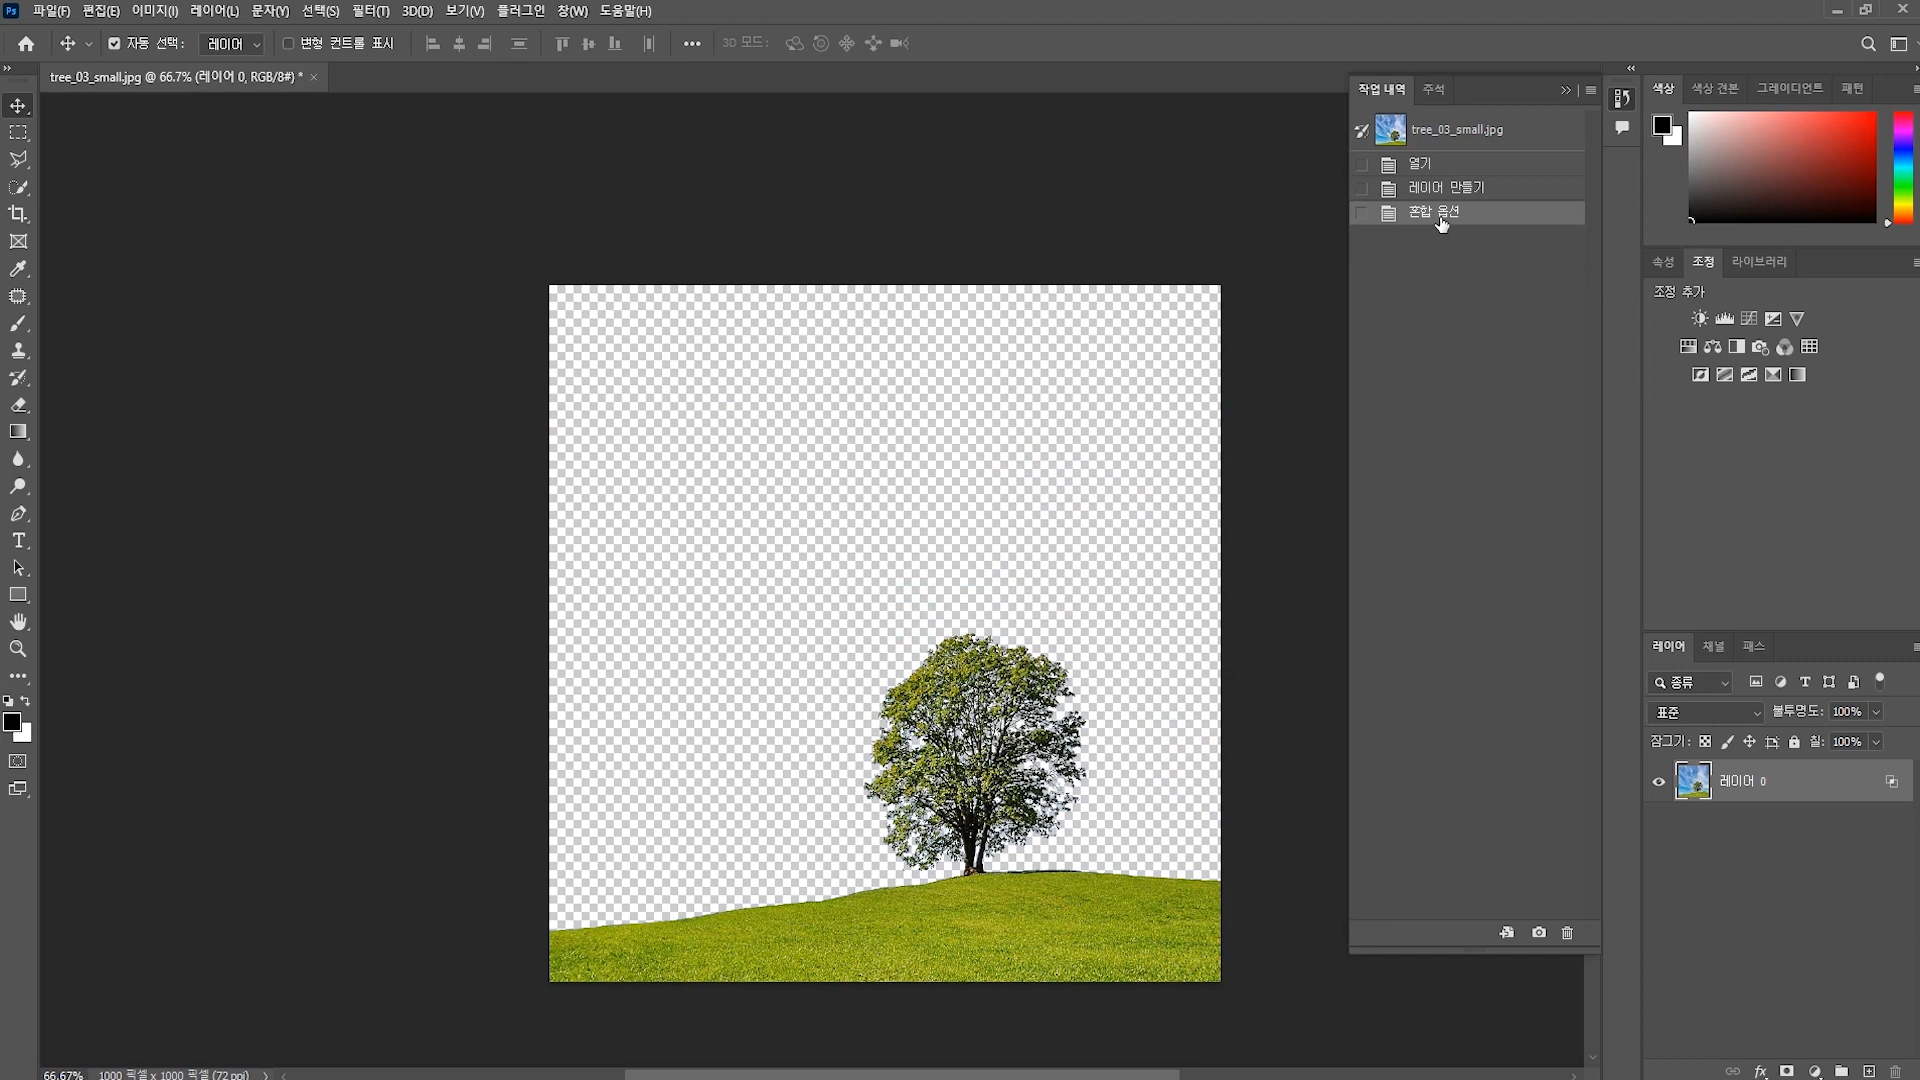 Ps 파일(F) 편집(E) 이미지(I) 레이어(L) 문자(Y) 선택(S) 필터(T) 3D(D) 보기(V) 플러그인 창(W) 도움말(H)
자동 선택: 레이어 변형 컨트롤 표시 3D 모드:
tree_03_small.jpg @ 66.7% (레이어 0, RGB/8#) *
작업 내역 주석
tree_03_small.jpg
열기
레이어 만들기
혼합 옵션
색상 색상 견본 그레이디언트 패턴
속성 조정 라이브러리
조정 추가
레이어 채널 패스
종류
표준 불투명도: 100%
잠그기: 칠: 100%
레이어 0
66.67% 1000 픽셀 x 1000 픽셀 (72 ppi)